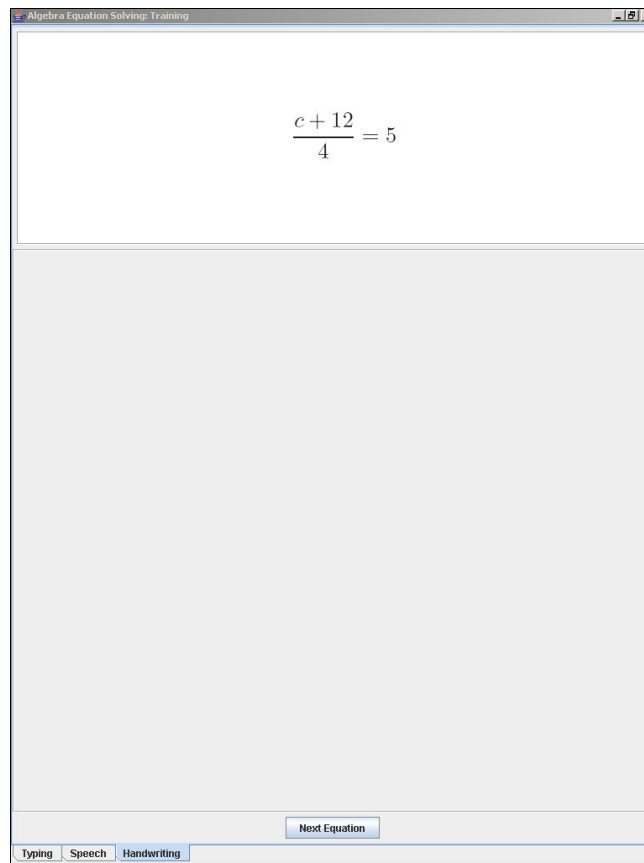 Algebra Equation Solving: Training
c + 12
4
= 5
Next Equation
Typing Speech Handwriting